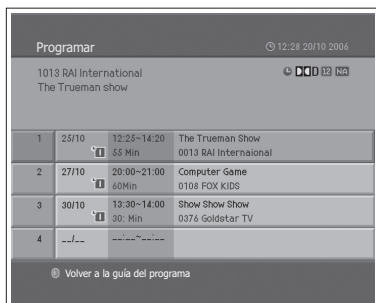 Programar
12:28 20/10 2006
1013 RAI International
12 NA
The Trueman show
1 25/10 12:25~14:20 The Trueman Show
55 Min 0013 RAI Internaional
2 27/10 20:00~21:00 Computer Game
60Min 0108 FOX KIDS
3 30/10 13:30~14:00 Show Show Show
30: Min 0376 Goldstar TV
4 --/-- --:--~--:--
Volver a la guía del programa